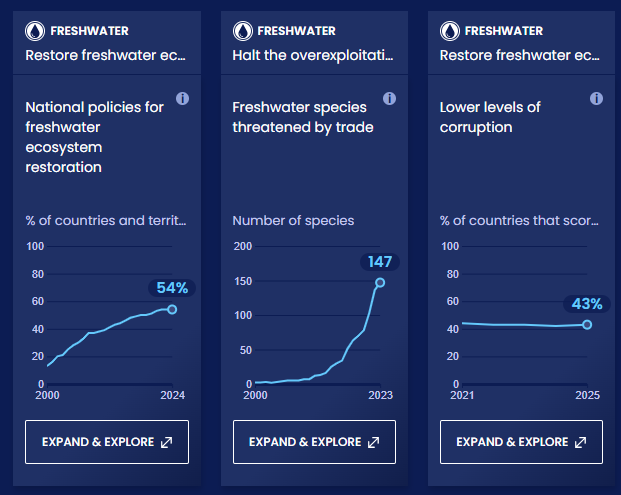 FRESHWATER
Restore freshwater ec...
National policies for
freshwater
ecosystem
restoration
i
% of countries and territ...
100
80
60
40
20
0
54%
2000
2024
EXPAND & EXPLORE
FRESHWATER
Halt the overexploitati...
Freshwater species
threatened by trade
i
Number of species
200
150
100
50
0
147
2000
2023
EXPAND & EXPLORE
FRESHWATER
Restore freshwater ec...
Lower levels of
corruption
i
% of countries that scor...
100
80
60
40
20
0
43%
2021
2025
EXPAND & EXPLORE